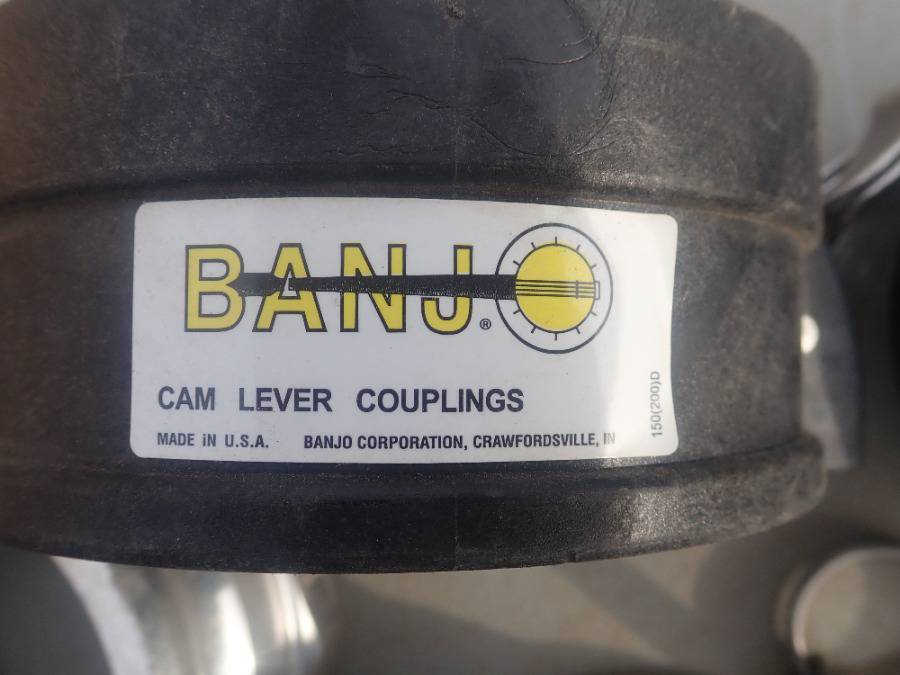 BANJO®
CAM LEVER COUPLINGS
MADE iN U.S.A. BANJO CORPORATION, CRAWFORDSVILLE, IN
150(200)D